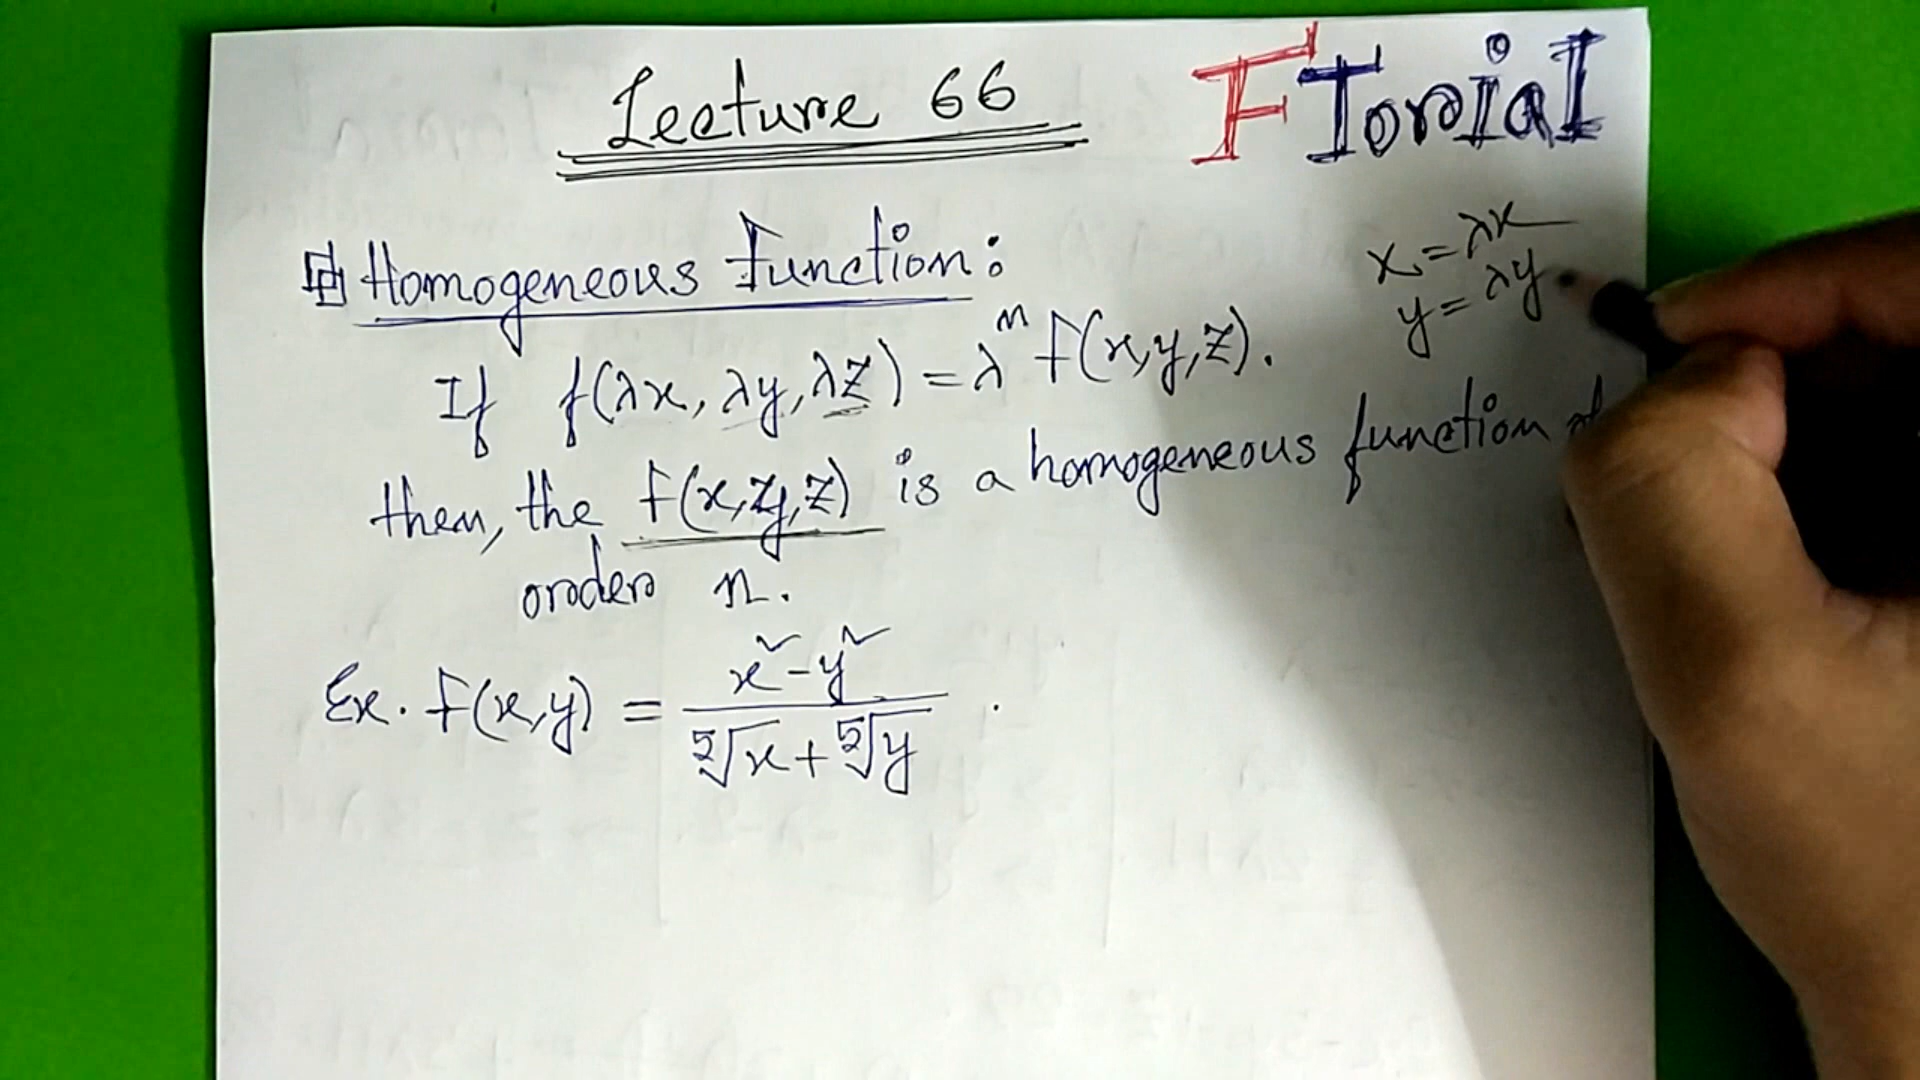 Lecture 66
FTorial
Homogeneous Function:
x = λx
y = λy
If f(λx, λy, λz) = λⁿ f(x,y,z).
then, the f(x,y,z) is a homogeneous function
order n.
Ex. f(x,y) = (x² - y²) / (⁵√x + ⁵√y) .